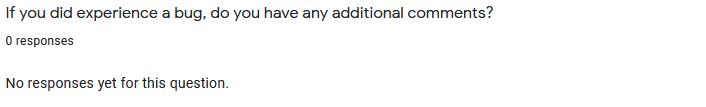 If you did experience a bug, do you have any additional comments?
0 responses
No responses yet for this question.